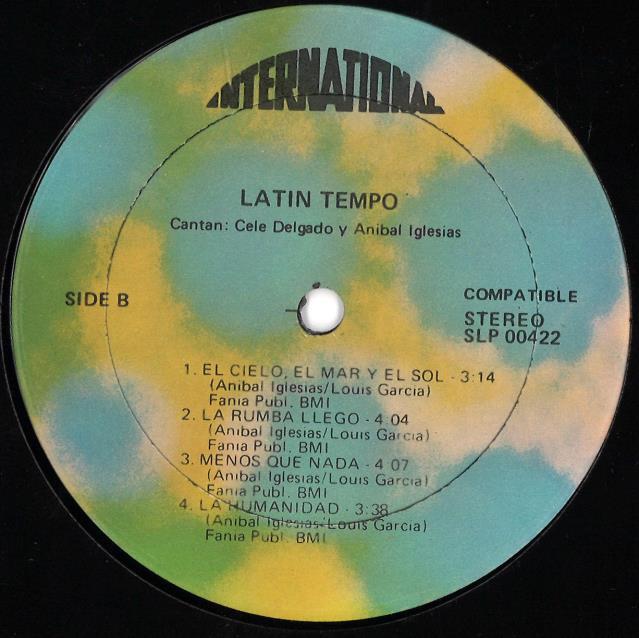 INTERNATIONAL
LATIN TEMPO
Cantan: Cele Delgado y Anibal Iglesias
SIDE B
COMPATIBLE
STEREO
SLP 00422
1. EL CIELO, EL MAR Y EL SOL - 3:14
(Anibal Iglesias/Louis Garcia)
Fania Publ. BMI
2. LA RUMBA LLEGO - 4:04
(Anibal Iglesias/Louis Garcia)
Fania Publ. BMI
3. MENOS QUE NADA - 4:07
(Anibal Iglesias/Louis Garcia)
Fania Publ. BMI
4. LA HUMANIDAD - 3:38
(Anibal Iglesias/Louis Garcia)
Fania Publ. BMI